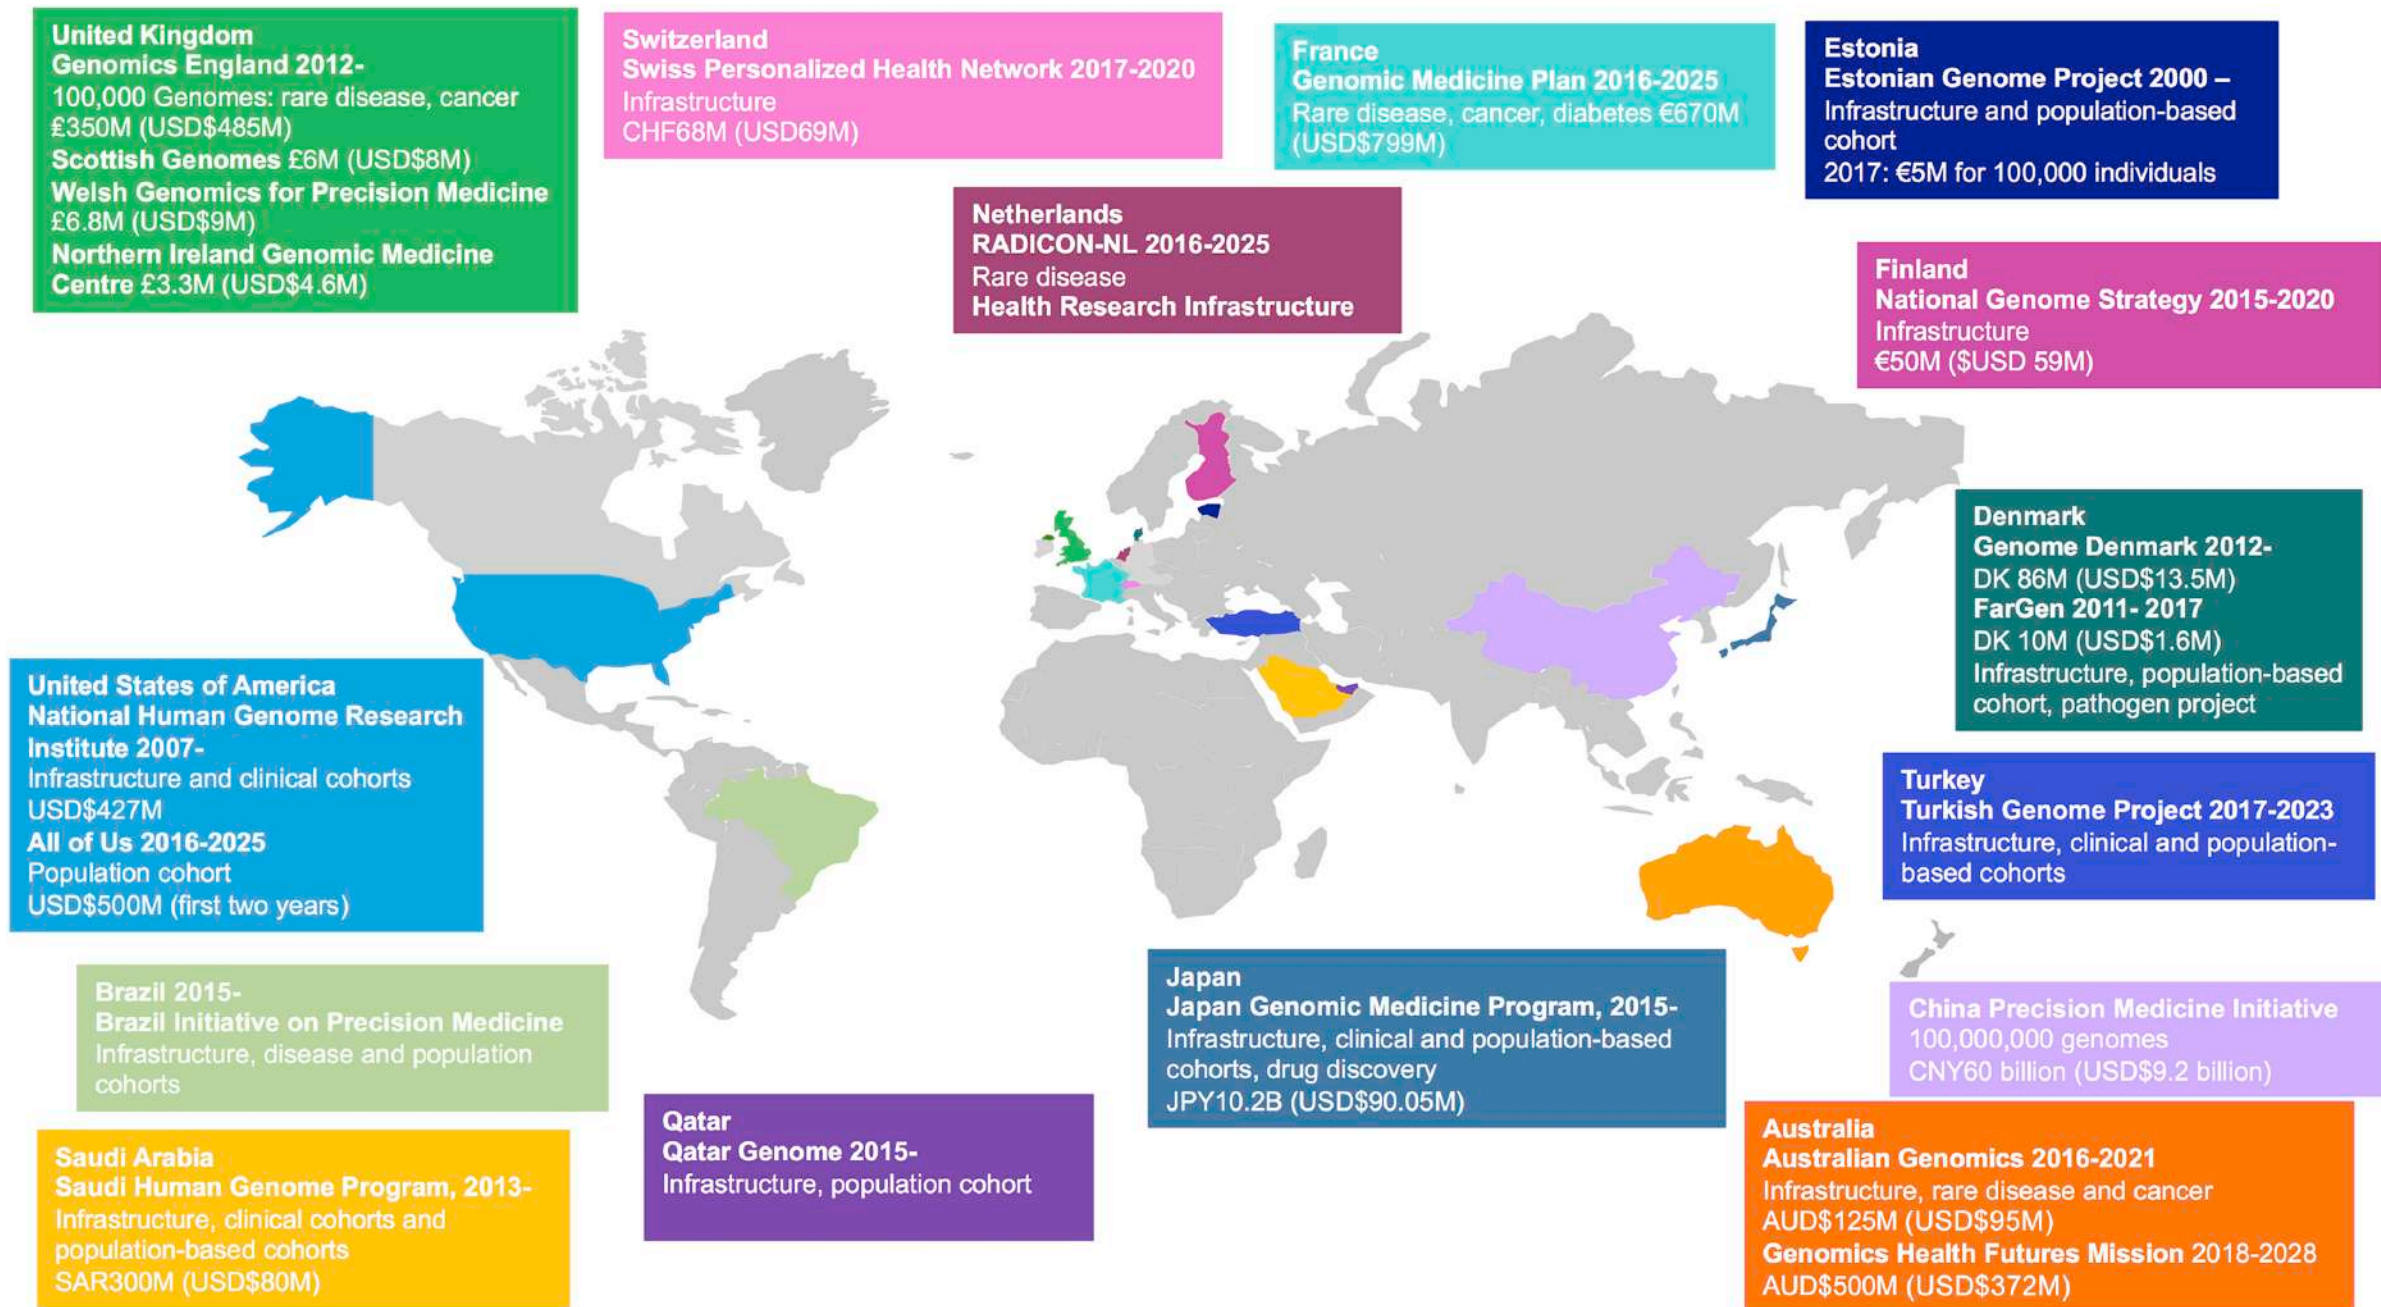 United Kingdom
Genomics England 2012-
100,000 Genomes: rare disease, cancer
£350M (USD$485M)
Scottish Genomes £6M (USD$8M)
Welsh Genomics for Precision Medicine
£6.8M (USD$9M)
Northern Ireland Genomic Medicine
Centre £3.3M (USD$4.6M)
Switzerland
Swiss Personalized Health Network 2017-2020
Infrastructure
CHF68M (USD69M)
France
Genomic Medicine Plan 2016-2025
Rare disease, cancer, diabetes €670M
(USD$799M)
Estonia
Estonian Genome Project 2000 –
Infrastructure and population-based
cohort
2017: €5M for 100,000 individuals
Netherlands
RADICON-NL 2016-2025
Rare disease
Health Research Infrastructure
Finland
National Genome Strategy 2015-2020
Infrastructure
€50M ($USD 59M)
Denmark
Genome Denmark 2012-
DK 86M (USD$13.5M)
FarGen 2011- 2017
DK 10M (USD$1.6M)
Infrastructure, population-based
cohort, pathogen project
United States of America
National Human Genome Research
Institute 2007-
Infrastructure and clinical cohorts
USD$427M
All of Us 2016-2025
Population cohort
USD$500M (first two years)
Turkey
Turkish Genome Project 2017-2023
Infrastructure, clinical and population-
based cohorts
Brazil 2015-
Brazil Initiative on Precision Medicine
Infrastructure, disease and population
cohorts
Japan
Japan Genomic Medicine Program, 2015-
Infrastructure, clinical and population-based
cohorts, drug discovery
JPY10.2B (USD$90.05M)
China Precision Medicine Initiative
100,000,000 genomes
CNY60 billion (USD$9.2 billion)
Saudi Arabia
Saudi Human Genome Program, 2013-
Infrastructure, clinical cohorts and
population-based cohorts
SAR300M (USD$80M)
Qatar
Qatar Genome 2015-
Infrastructure, population cohort
Australia
Australian Genomics 2016-2021
Infrastructure, rare disease and cancer
AUD$125M (USD$95M)
Genomics Health Futures Mission 2018-2028
AUD$500M (USD$372M)